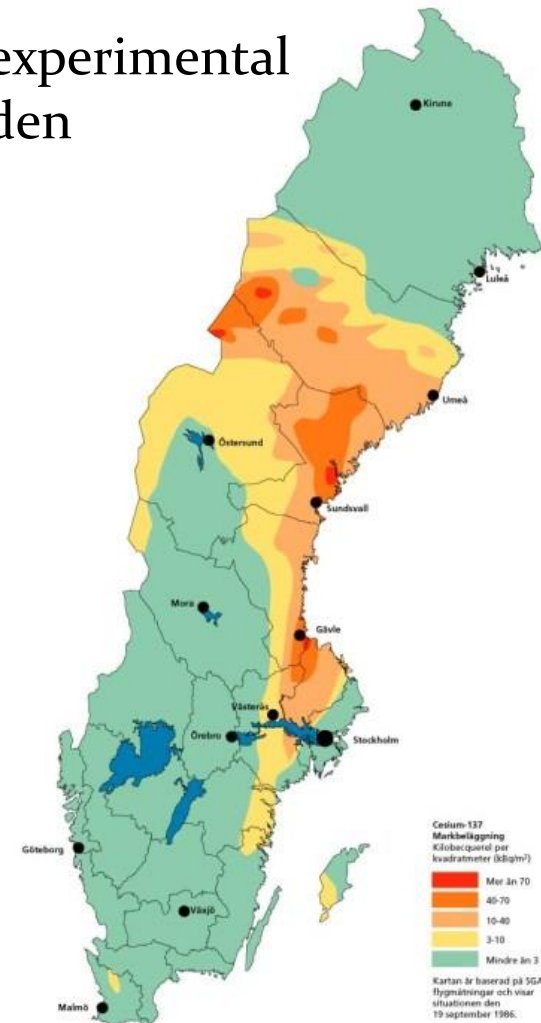 experimental
den
Kiruna
Luleå
Umeå
Östersund
Sundsvall
Mora
Gävle
Västerås
Örebro
Stockholm
Göteborg
Växjö
Malmö
Cesium-137
Markbeläggning
Kilobecquerel per
kvadratmeter (kBq/m²)
Mer än 70
40-70
10-40
3-10
Mindre än 3
Kartan är baserad på SGA
flygmätningar och visar
situationen den
19 september 1986.